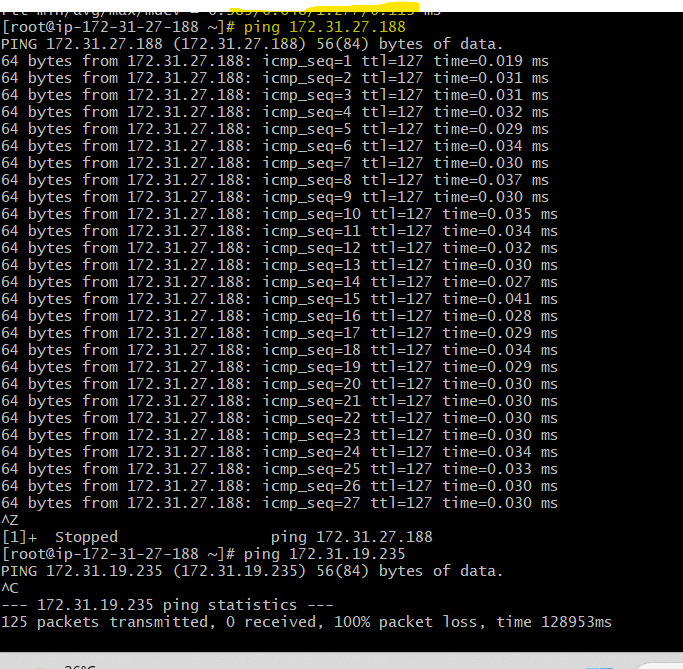 [root@ip-172-31-27-188 ~]# ping 172.31.27.188
PING 172.31.27.188 (172.31.27.188) 56(84) bytes of data.
64 bytes from 172.31.27.188: icmp_seq=1 ttl=127 time=0.019 ms
64 bytes from 172.31.27.188: icmp_seq=2 ttl=127 time=0.031 ms
64 bytes from 172.31.27.188: icmp_seq=3 ttl=127 time=0.031 ms
64 bytes from 172.31.27.188: icmp_seq=4 ttl=127 time=0.032 ms
64 bytes from 172.31.27.188: icmp_seq=5 ttl=127 time=0.029 ms
64 bytes from 172.31.27.188: icmp_seq=6 ttl=127 time=0.034 ms
64 bytes from 172.31.27.188: icmp_seq=7 ttl=127 time=0.030 ms
64 bytes from 172.31.27.188: icmp_seq=8 ttl=127 time=0.037 ms
64 bytes from 172.31.27.188: icmp_seq=9 ttl=127 time=0.030 ms
64 bytes from 172.31.27.188: icmp_seq=10 ttl=127 time=0.035 ms
64 bytes from 172.31.27.188: icmp_seq=11 ttl=127 time=0.034 ms
64 bytes from 172.31.27.188: icmp_seq=12 ttl=127 time=0.032 ms
64 bytes from 172.31.27.188: icmp_seq=13 ttl=127 time=0.030 ms
64 bytes from 172.31.27.188: icmp_seq=14 ttl=127 time=0.027 ms
64 bytes from 172.31.27.188: icmp_seq=15 ttl=127 time=0.041 ms
64 bytes from 172.31.27.188: icmp_seq=16 ttl=127 time=0.028 ms
64 bytes from 172.31.27.188: icmp_seq=17 ttl=127 time=0.029 ms
64 bytes from 172.31.27.188: icmp_seq=18 ttl=127 time=0.034 ms
64 bytes from 172.31.27.188: icmp_seq=19 ttl=127 time=0.029 ms
64 bytes from 172.31.27.188: icmp_seq=20 ttl=127 time=0.030 ms
64 bytes from 172.31.27.188: icmp_seq=21 ttl=127 time=0.030 ms
64 bytes from 172.31.27.188: icmp_seq=22 ttl=127 time=0.030 ms
64 bytes from 172.31.27.188: icmp_seq=23 ttl=127 time=0.030 ms
64 bytes from 172.31.27.188: icmp_seq=24 ttl=127 time=0.034 ms
64 bytes from 172.31.27.188: icmp_seq=25 ttl=127 time=0.033 ms
64 bytes from 172.31.27.188: icmp_seq=26 ttl=127 time=0.030 ms
64 bytes from 172.31.27.188: icmp_seq=27 ttl=127 time=0.030 ms
^Z
[1]+  Stopped                 ping 172.31.27.188
[root@ip-172-31-27-188 ~]# ping 172.31.19.235
PING 172.31.19.235 (172.31.19.235) 56(84) bytes of data.
^C
--- 172.31.19.235 ping statistics ---
125 packets transmitted, 0 received, 100% packet loss, time 128953ms